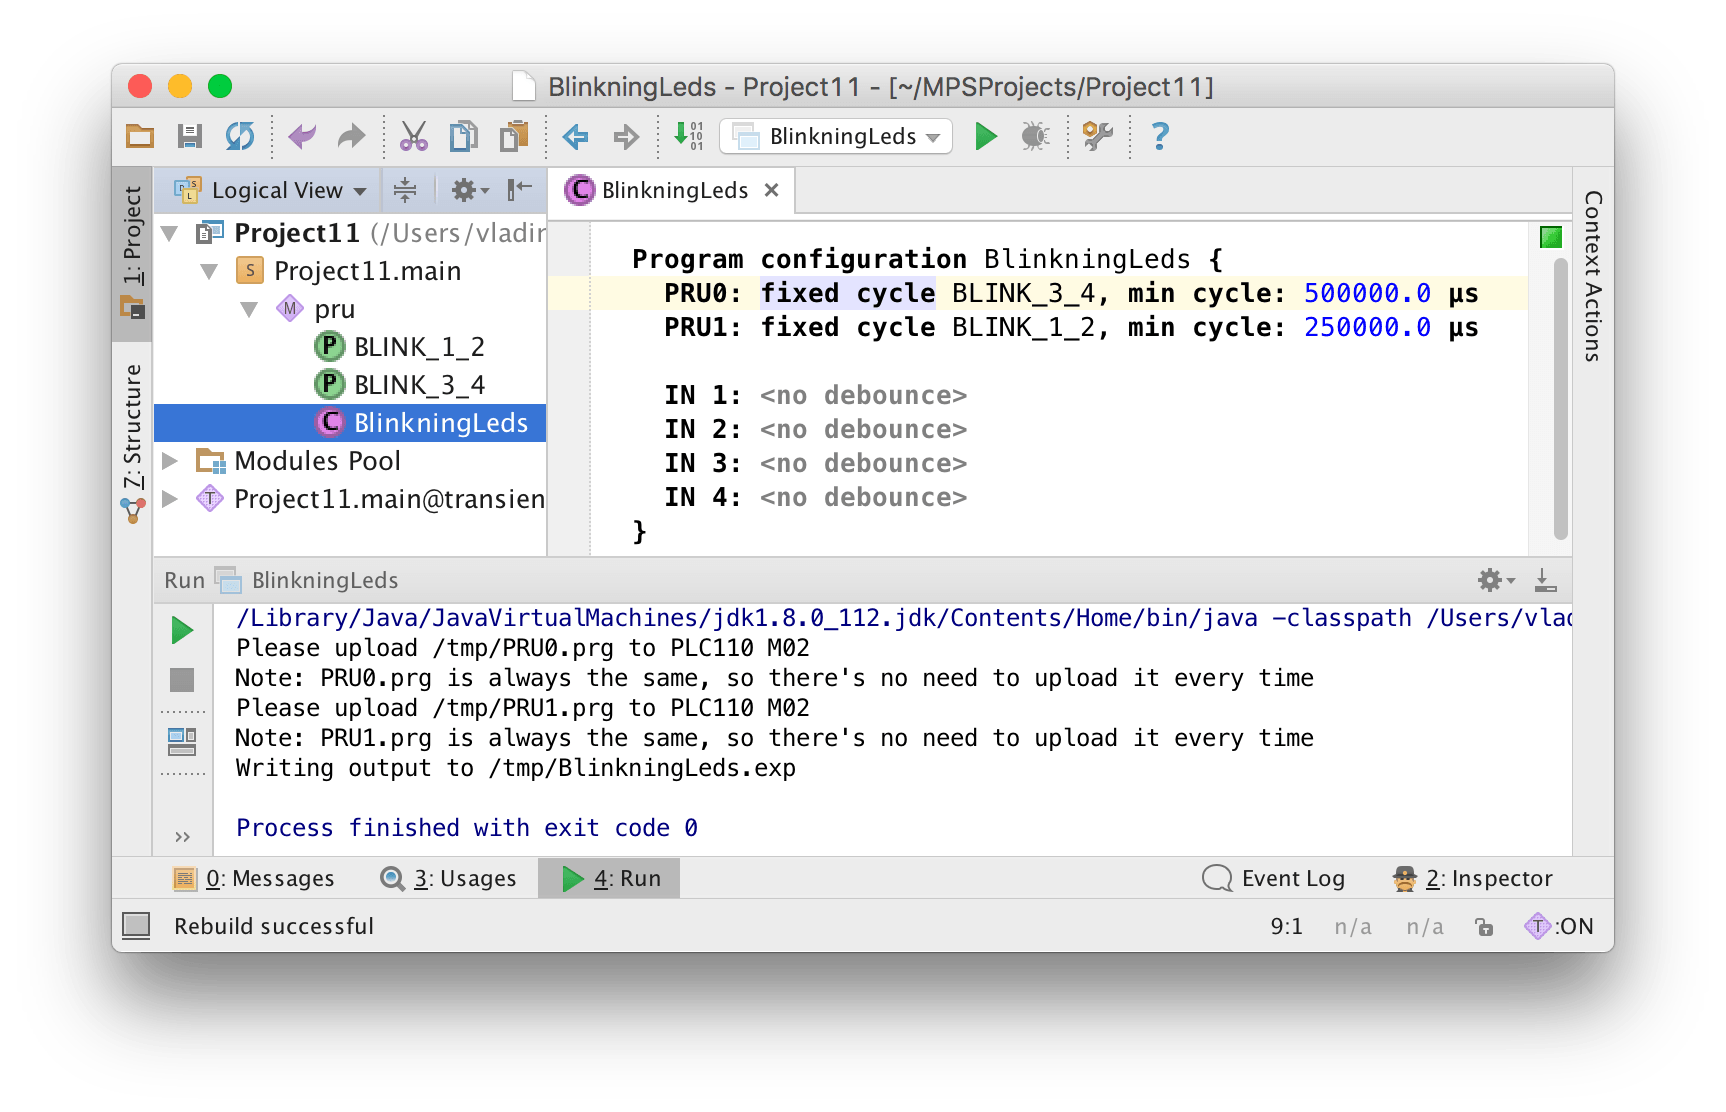 BlinkningLeds - Project11 - [~/MPSProjects/Project11]
BlinkningLeds
1: Project
7: Structure
Logical View
Project11 (/Users/vladir
Project11.main
pru
BLINK_1_2
BLINK_3_4
BlinkningLeds
Modules Pool
Project11.main@transien
BlinkningLeds
Program configuration BlinkningLeds {
PRU0: fixed cycle BLINK_3_4, min cycle: 500000.0 µs
PRU1: fixed cycle BLINK_1_2, min cycle: 250000.0 µs
IN 1: <no debounce>
IN 2: <no debounce>
IN 3: <no debounce>
IN 4: <no debounce>
}
Context Actions
Run BlinkningLeds
/Library/Java/JavaVirtualMachines/jdk1.8.0_112.jdk/Contents/Home/bin/java -classpath /Users/vlad
Please upload /tmp/PRU0.prg to PLC110 M02
Note: PRU0.prg is always the same, so there's no need to upload it every time
Please upload /tmp/PRU1.prg to PLC110 M02
Note: PRU1.prg is always the same, so there's no need to upload it every time
Writing output to /tmp/BlinkningLeds.exp
Process finished with exit code 0
0: Messages 3: Usages 4: Run Event Log 2: Inspector
Rebuild successful 9:1 n/a n/a T:ON